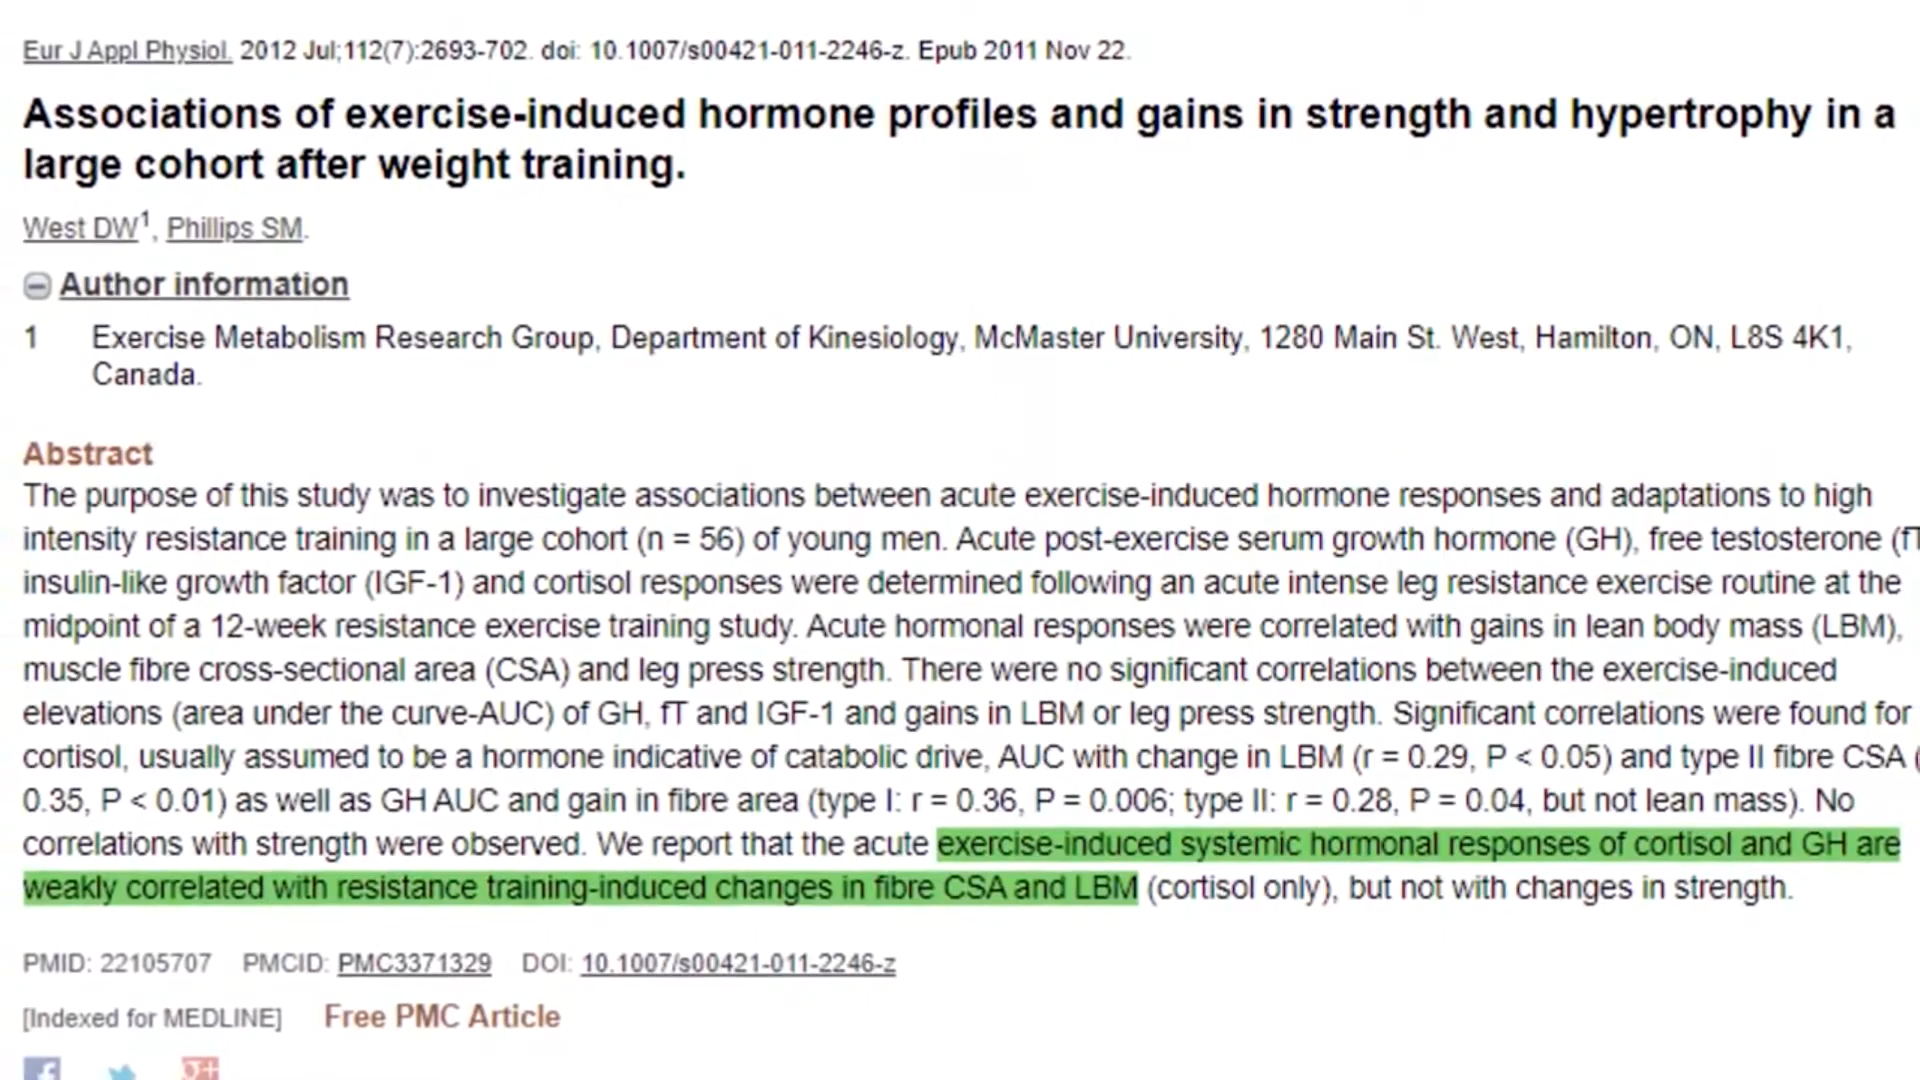 Eur J Appl Physiol. 2012 Jul;112(7):2693-702. doi: 10.1007/s00421-011-2246-z. Epub 2011 Nov 22.
Associations of exercise-induced hormone profiles and gains in strength and hypertrophy in a
large cohort after weight training.
West DW1, Phillips SM.
Author information
1 Exercise Metabolism Research Group, Department of Kinesiology, McMaster University, 1280 Main St. West, Hamilton, ON, L8S 4K1,
Canada.
Abstract
The purpose of this study was to investigate associations between acute exercise-induced hormone responses and adaptations to high
intensity resistance training in a large cohort (n = 56) of young men. Acute post-exercise serum growth hormone (GH), free testosterone (fT
insulin-like growth factor (IGF-1) and cortisol responses were determined following an acute intense leg resistance exercise routine at the
midpoint of a 12-week resistance exercise training study. Acute hormonal responses were correlated with gains in lean body mass (LBM),
muscle fibre cross-sectional area (CSA) and leg press strength. There were no significant correlations between the exercise-induced
elevations (area under the curve-AUC) of GH, fT and IGF-1 and gains in LBM or leg press strength. Significant correlations were found for
cortisol, usually assumed to be a hormone indicative of catabolic drive, AUC with change in LBM (r = 0.29, P < 0.05) and type II fibre CSA (
0.35, P < 0.01) as well as GH AUC and gain in fibre area (type I: r = 0.36, P = 0.006; type II: r = 0.28, P = 0.04, but not lean mass). No
correlations with strength were observed. We report that the acute exercise-induced systemic hormonal responses of cortisol and GH are
weakly correlated with resistance training-induced changes in fibre CSA and LBM (cortisol only), but not with changes in strength.
PMID: 22105707 PMCID: PMC3371329 DOI: 10.1007/s00421-011-2246-z
[Indexed for MEDLINE] Free PMC Article
f g+